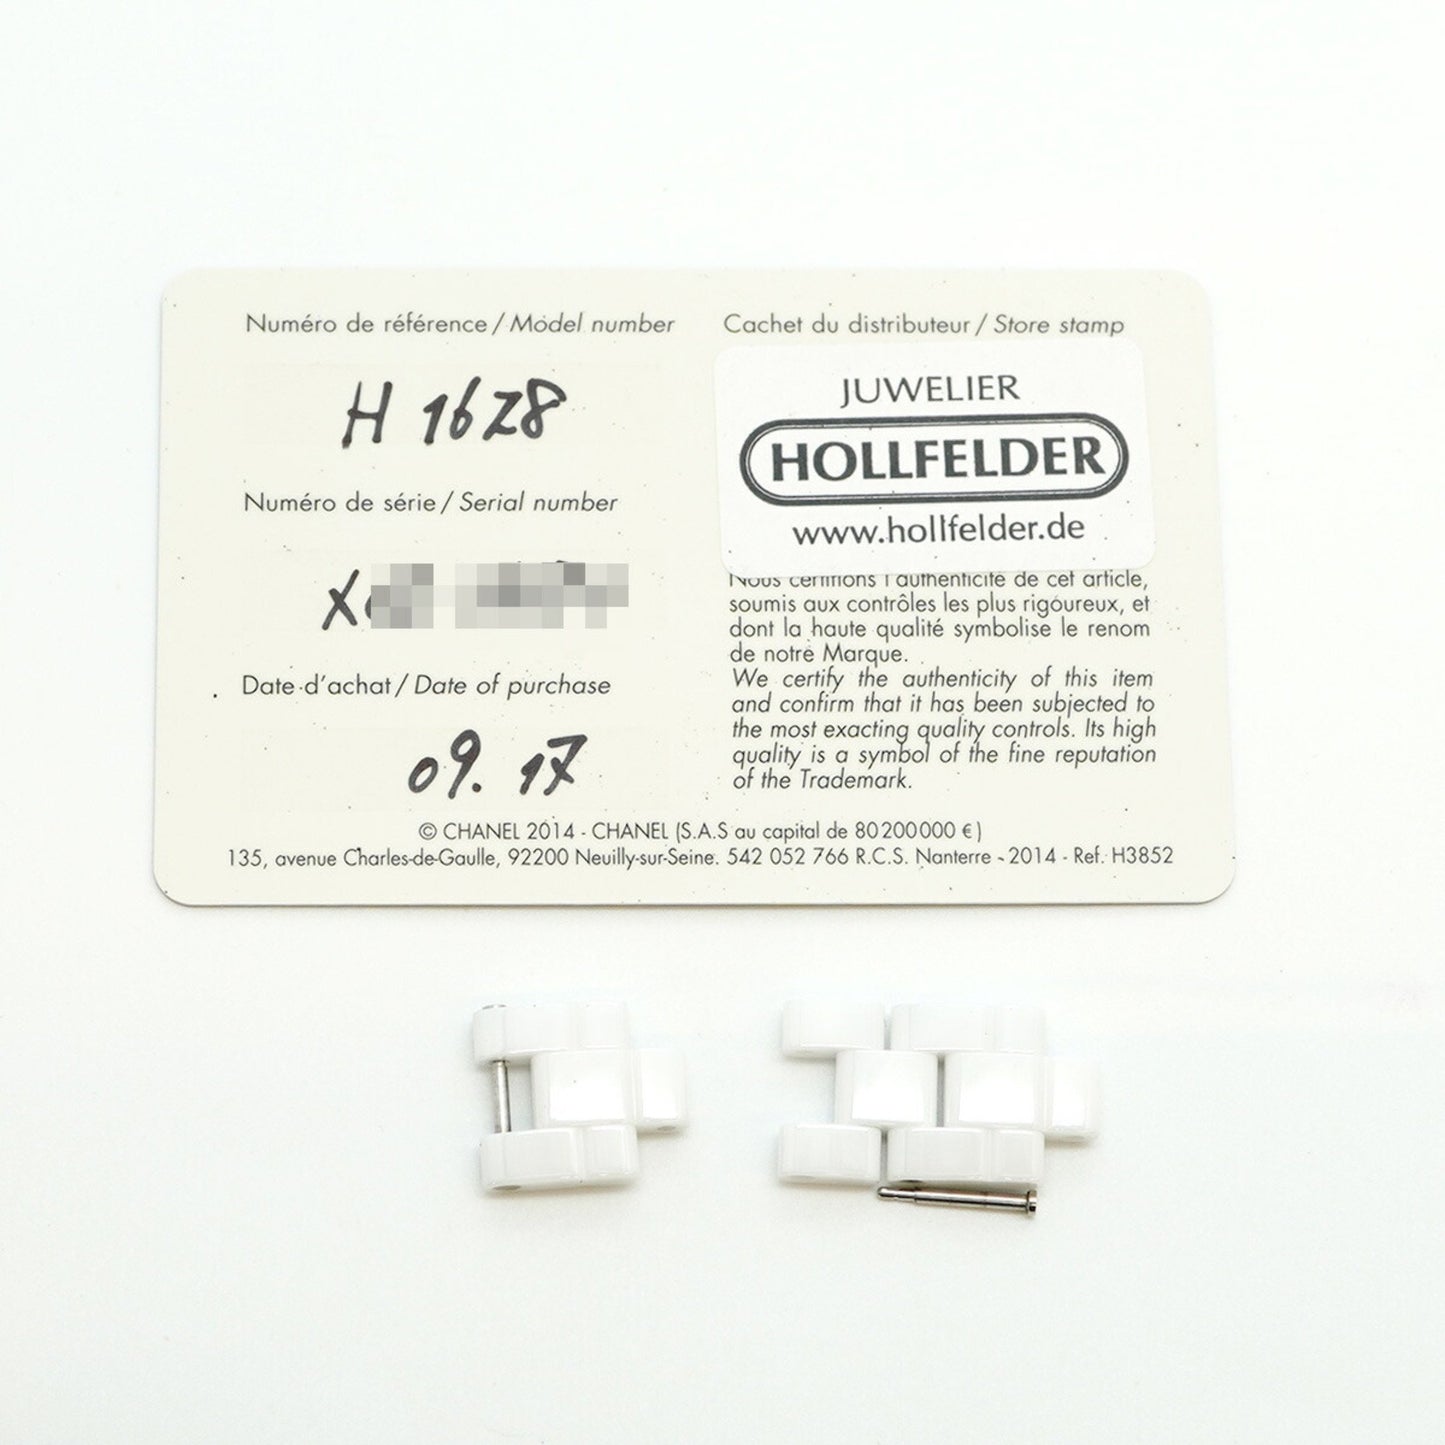 Numéro de référence / Model number
H 1628
Numéro de série / Serial number
X
Date d'achat / Date of purchase
09. 17
Cachet du distributeur / Store stamp
JUWELIER
HOLLFELDER
www.hollfelder.de
Nous certifions l'authenticité de cet article,
soumis aux contrôles les plus rigoureux, et
dont la haute qualité symbolise le renom
de notre Marque.
We certify the authenticity of this item
and confirm that it has been subjected to
the most exacting quality controls. Its high
quality is a symbol of the fine reputation
of the Trademark.
© CHANEL 2014 - CHANEL (S.A.S au capital de 80200000 €)
135, avenue Charles-de-Gaulle, 92200 Neuilly-sur-Seine. 542 052 766 R.C.S. Nanterre - 2014 - Ref. H3852